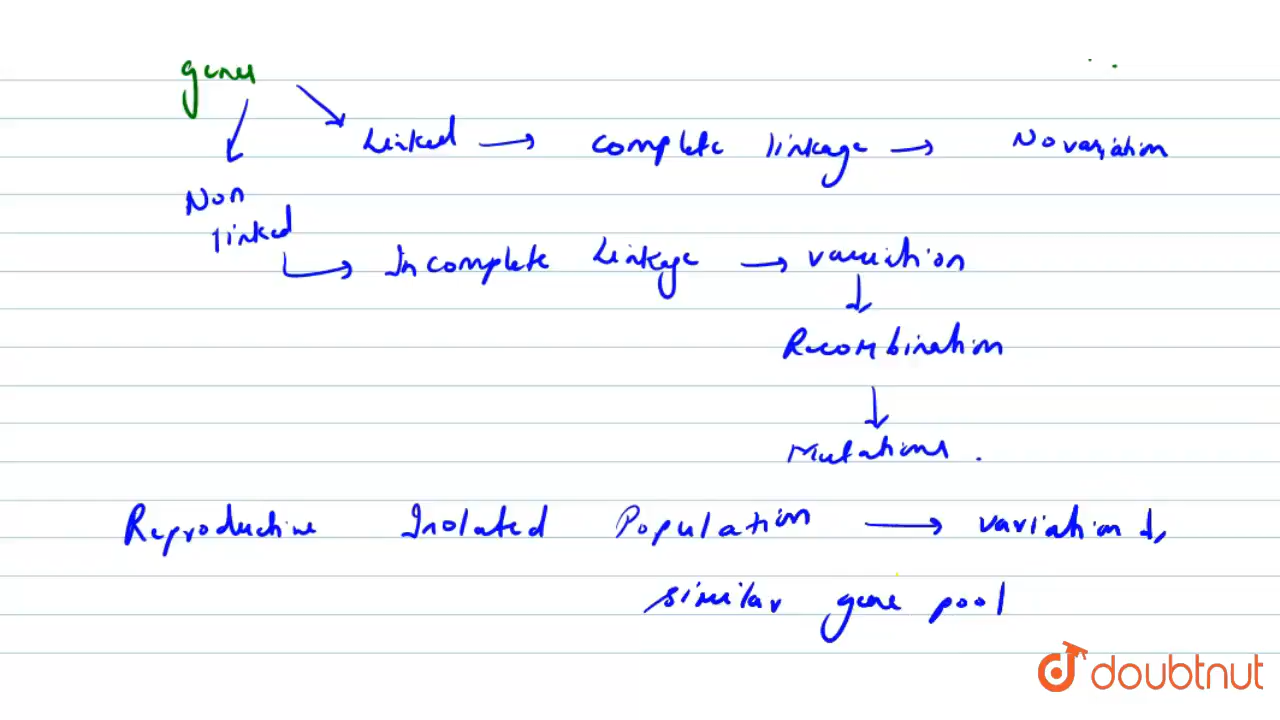 genes
Linked → complete linkage → No variation
Non
linked
↳ Incomplete Linkage → variation
↓
Recombination
↓
Mutations.
Reproductive Isolated Population → variation ↓,
similar gene pool
doubtnut